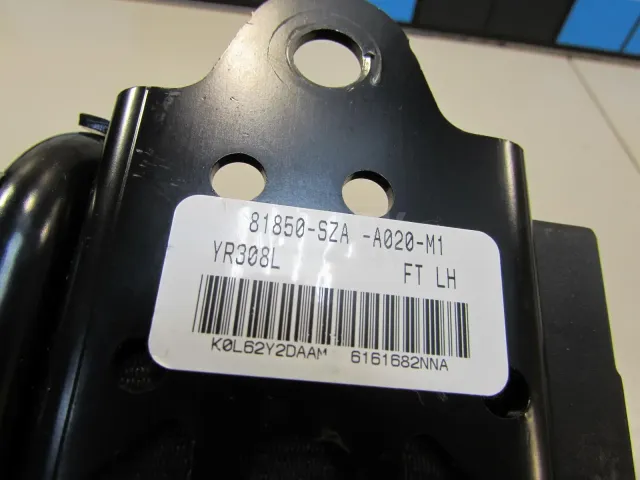 81850-SZA -A020-M1
YR308L FT LH
K0L62Y2DAAM 6161682NNA